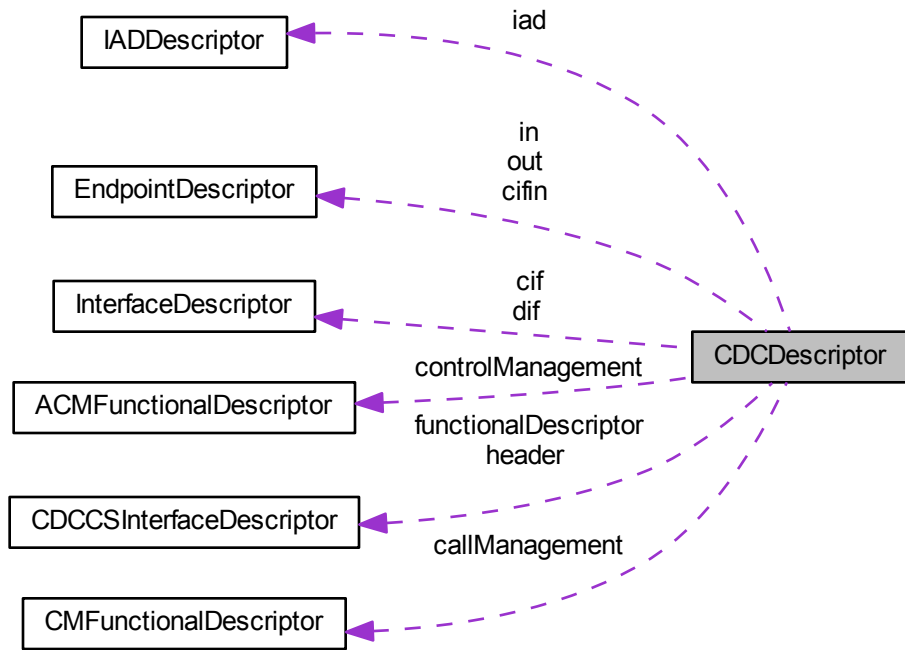 iad
IADDescriptor
in
out
cifin
EndpointDescriptor
cif
dif
InterfaceDescriptor
CDCDescriptor
controlManagement
ACMFunctionalDescriptor
functionalDescriptor
header
CDCCSInterfaceDescriptor
callManagement
CMFunctionalDescriptor